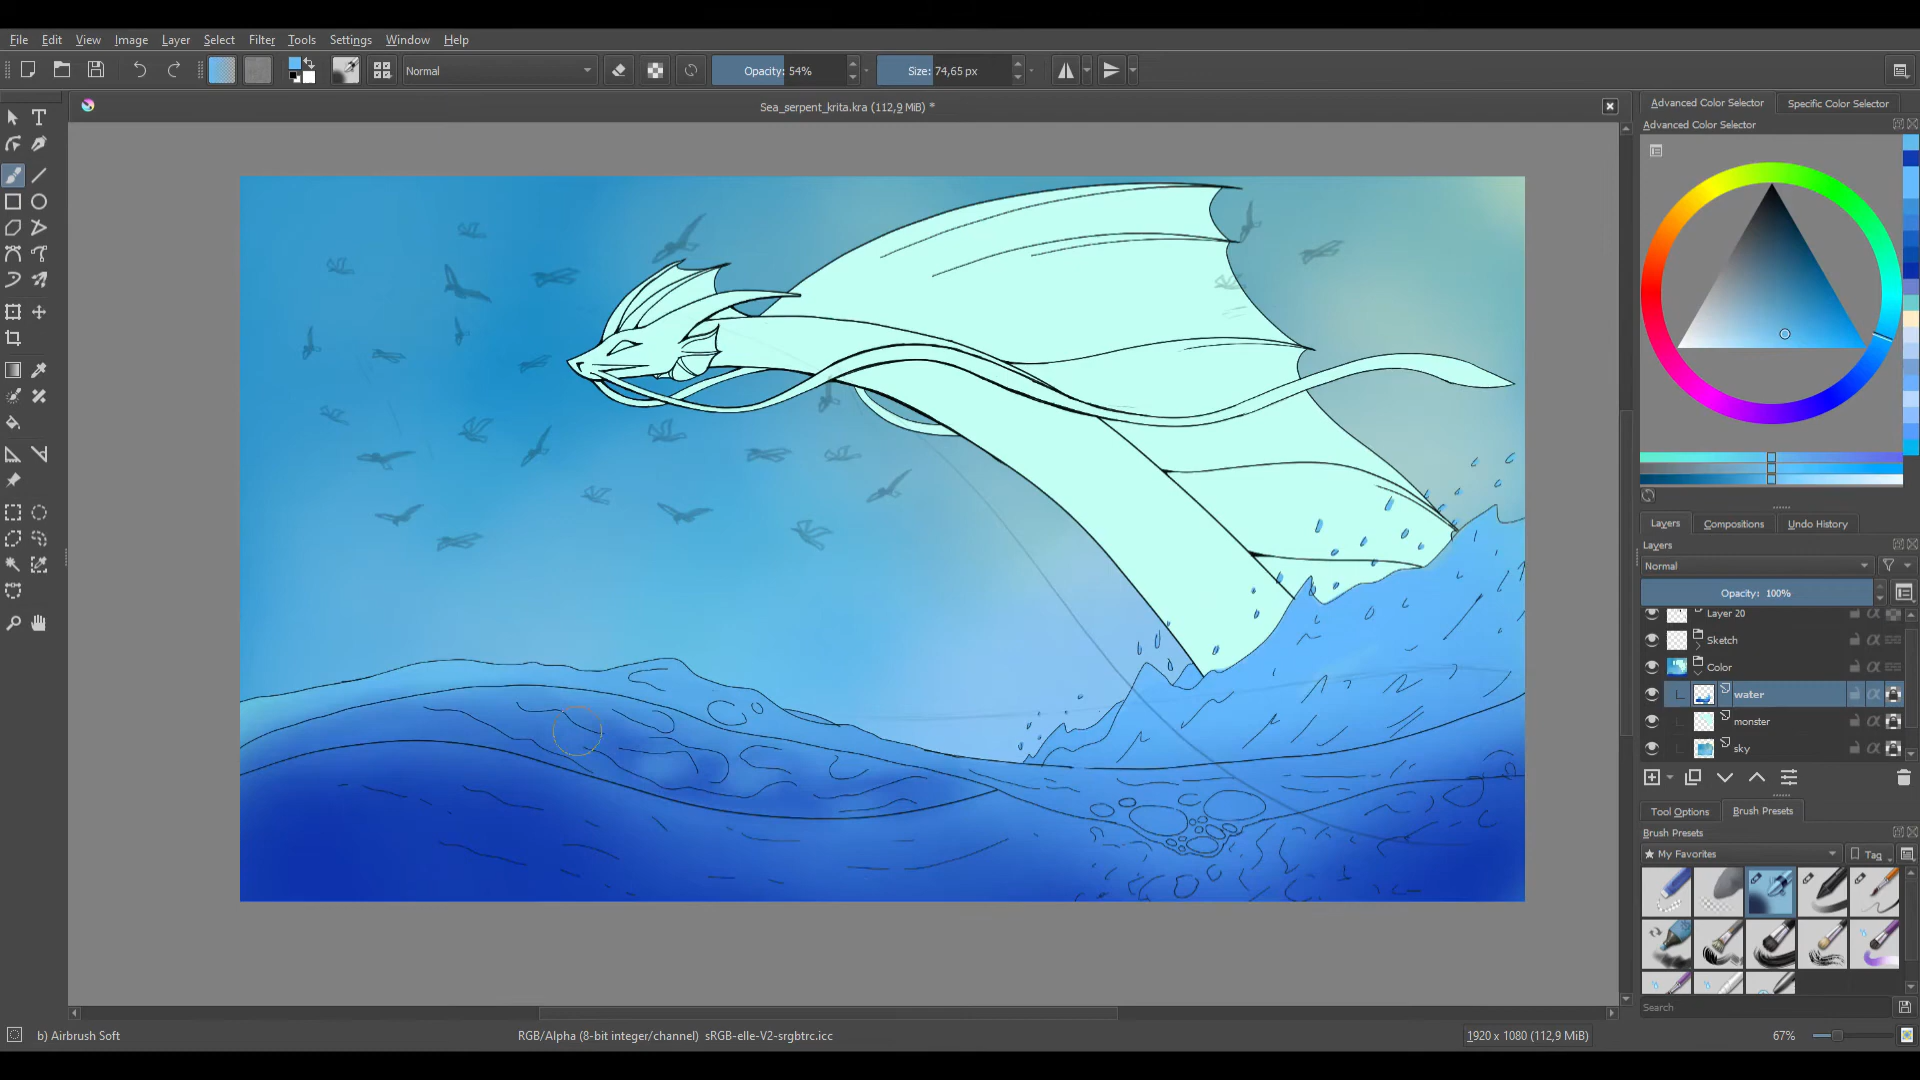 File Edit View Image Layer Select Filter Tools Settings Window Help
Normal Opacity: 54% Size: 74,65 px
Sea_serpent_krita.kra (112,9 MiB) *
Advanced Color Selector Specific Color Selector
Advanced Color Selector
Layers Compositions Undo History
Layers
Normal
Opacity: 100%
Layer 20
Sketch
Color
water
monster
sky
Tool Options Brush Presets
Brush Presets
★ My Favorites Tag
Search
b) Airbrush Soft RGB/Alpha (8-bit integer/channel) sRGB-elle-V2-srgbtrc.icc 1920 x 1080 (112,9 MiB) 67%